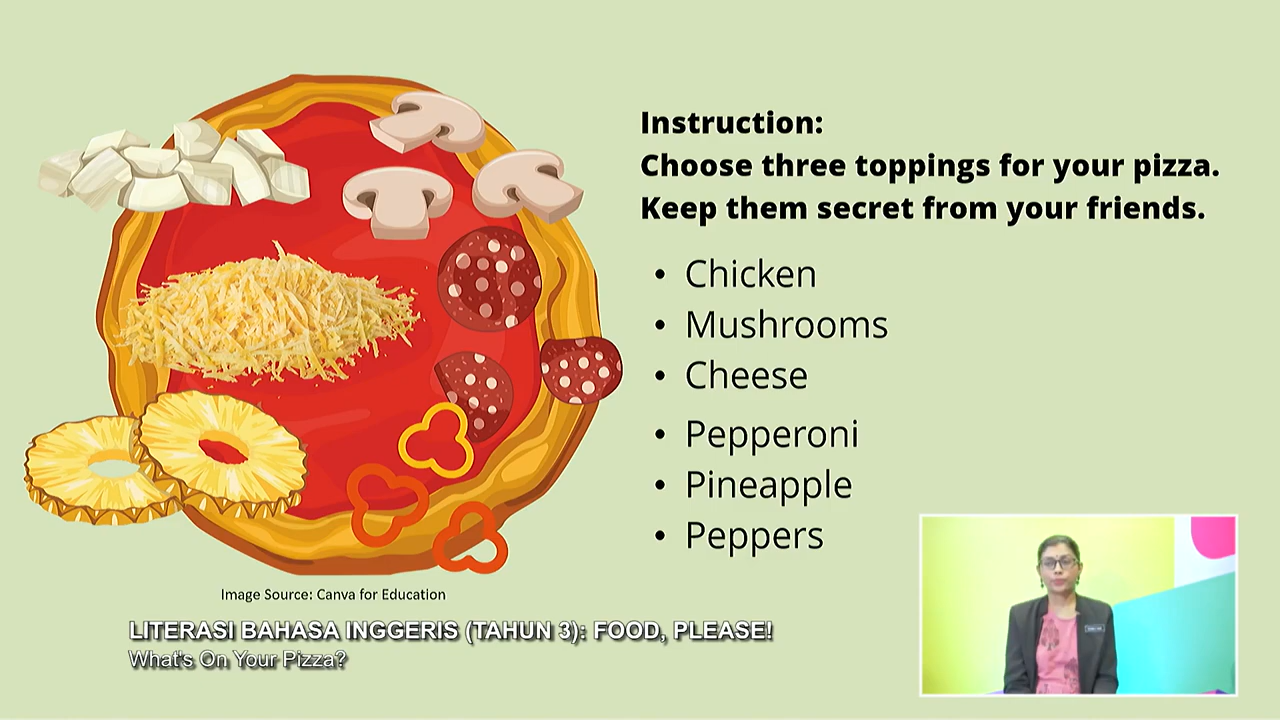 Instruction:
Choose three toppings for your pizza.
Keep them secret from your friends.
• Chicken
• Mushrooms
• Cheese
• Pepperoni
• Pineapple
• Peppers
Image Source: Canva for Education
LITERASI BAHASA INGGERIS (TAHUN 3): FOOD, PLEASE!
What's On Your Pizza?